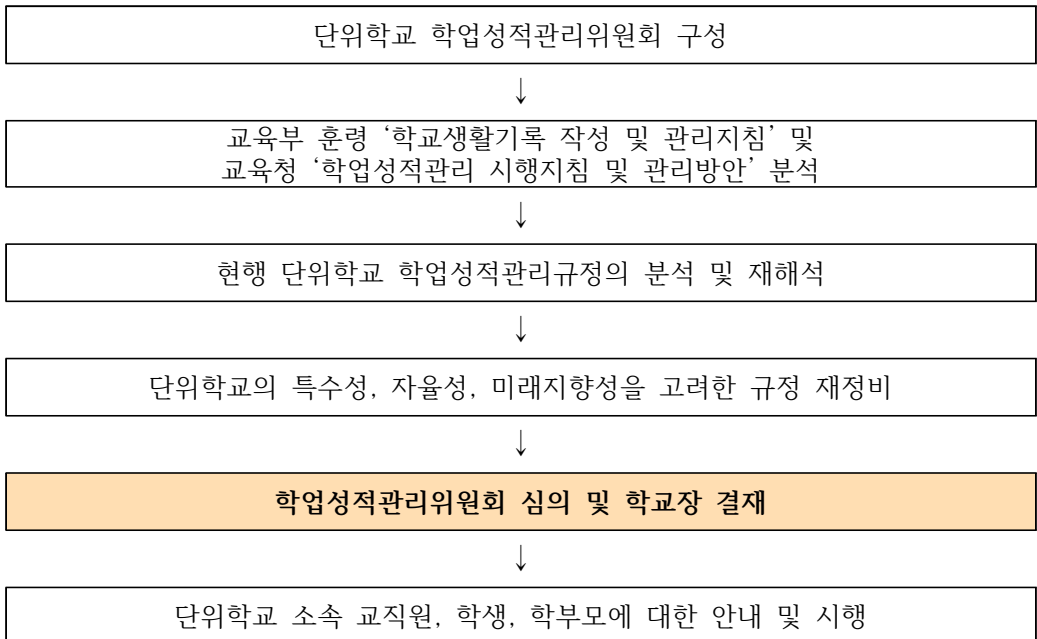 단위학교 학업성적관리위원회 구성
↓
교육부 훈령 ‘학교생활기록 작성 및 관리지침’ 및
교육청 ‘학업성적관리 시행지침 및 관리방안’ 분석
↓
현행 단위학교 학업성적관리규정의 분석 및 재해석
↓
단위학교의 특수성, 자율성, 미래지향성을 고려한 규정 재정비
↓
학업성적관리위원회 심의 및 학교장 결재
↓
단위학교 소속 교직원, 학생, 학부모에 대한 안내 및 시행